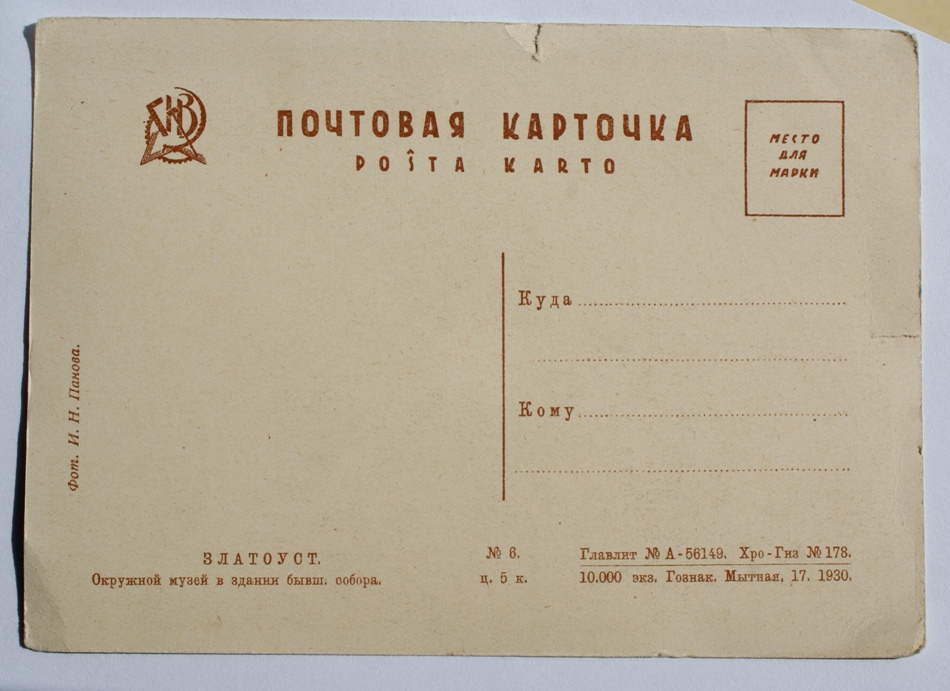 ПОЧТОВАЯ КАРТОЧКА
POŜTA KARTO
МЕСТО
ДЛЯ
МАРКИ
Куда
Кому
Фот. И. Н. Панова.
ЗЛАТОУСТ.
Окружной музей в здании бывш. собора.
№ 6.
ц. 5 к.
Главлит № А-56149. Хро-Гиз № 178.
10.000 экз. Гознак. Мытная, 17. 1930.